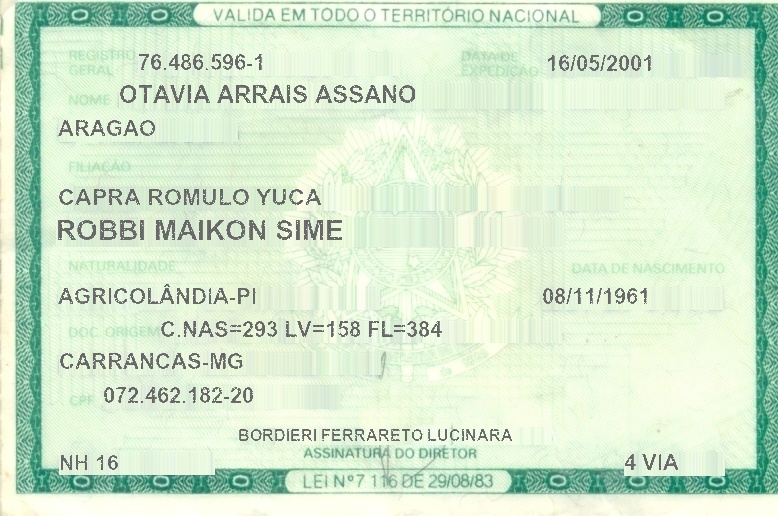 VALIDA EM TODO O TERRITÓRIO NACIONAL
REGISTRO GERAL 76.486.596-1 DATA DE EXPEDIÇÃO 16/05/2001
NOME OTAVIA ARRAIS ASSANO
ARAGAO
FILIAÇÃO
CAPRA ROMULO YUCA
ROBBI MAIKON SIME
NATURALIDADE DATA DE NASCIMENTO
AGRICOLÂNDIA-PI 08/11/1961
DOC. ORIGEM C.NAS=293 LV=158 FL=384
CARRANCAS-MG
CPF 072.462.182-20
BORDIERI FERRARETO LUCINARA
ASSINATURA DO DIRETOR
NH 16 4 VIA
LEI Nº 7 116 DE 29/08/83